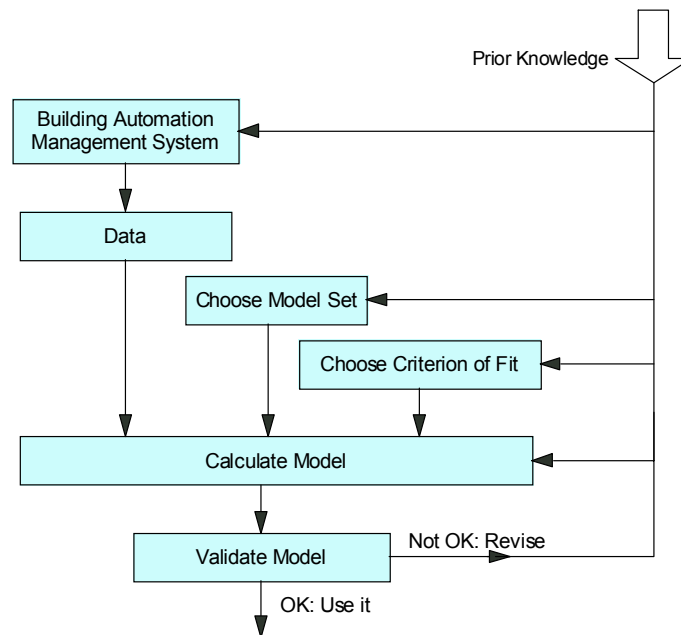 Prior Knowledge
Building Automation
Management System
Data
Choose Model Set
Choose Criterion of Fit
Calculate Model
Not OK: Revise
Validate Model
OK: Use it